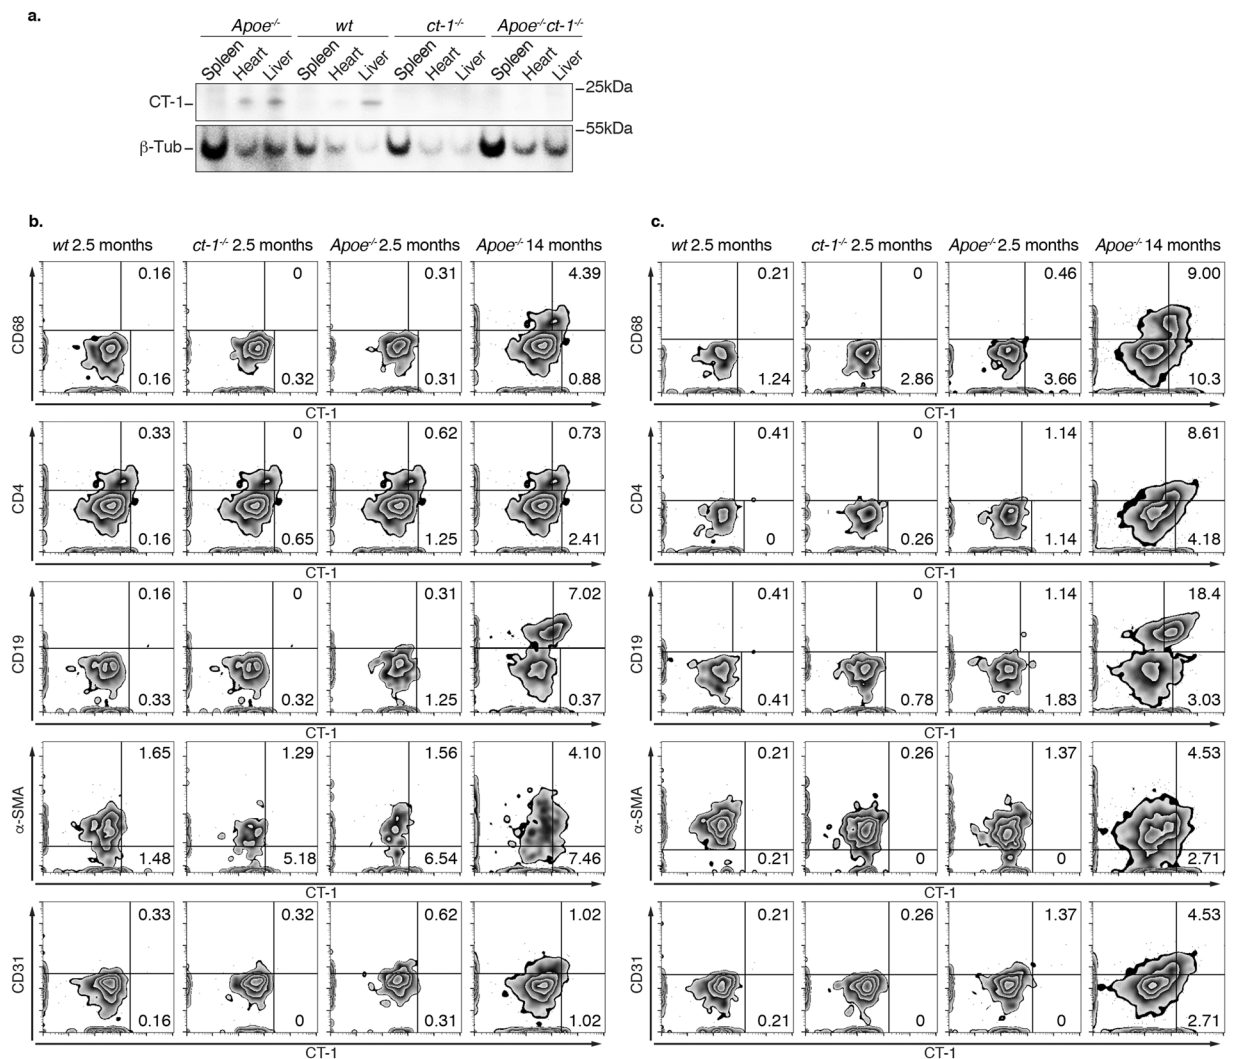 a.
Apoe-/- wt ct-1-/- Apoe-/-ct-1-/-
Spleen Heart Liver Spleen Heart Liver Spleen Heart Liver Spleen Heart Liver
CT-1 25kDa
β-Tub 55kDa
b.
wt 2.5 months ct-1-/- 2.5 months Apoe-/- 2.5 months Apoe-/- 14 months
CD68
0.16 0 0.31 4.39
0.16 0.32 0.31 0.88
CT-1
CD4
0.33 0 0.62 0.73
0.16 0.65 1.25 2.41
CT-1
CD19
0.16 0 0.31 7.02
0.33 0.32 1.25 0.37
CT-1
α-SMA
1.65 1.29 1.56 4.10
1.48 5.18 6.54 7.46
CT-1
CD31
0.33 0.32 0.62 1.02
0.16 0 0.31 1.02
CT-1
c.
wt 2.5 months ct-1-/- 2.5 months Apoe-/- 2.5 months Apoe-/- 14 months
CD68
0.21 0 0.46 9.00
1.24 2.86 3.66 10.3
CT-1
CD4
0.41 0 1.14 8.61
0 0.26 1.14 4.18
CT-1
CD19
0.41 0 1.14 18.4
0.41 0.78 1.83 3.03
CT-1
α-SMA
0.21 0.26 1.37 4.53
0.21 0 0 2.71
CT-1
CD31
0.21 0.26 1.37 4.53
0.21 0 0 2.71
CT-1